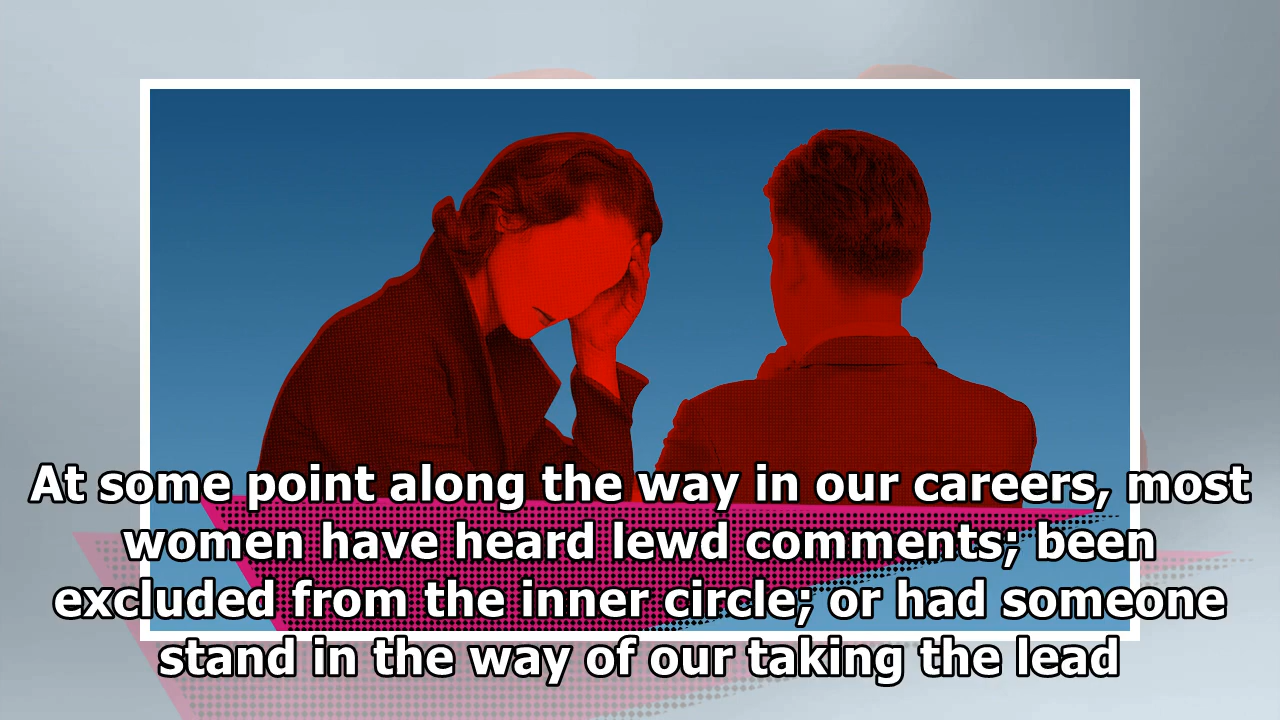 At some point along the way in our careers, most
women have heard lewd comments; been
excluded from the inner circle; or had someone
stand in the way of our taking the lead